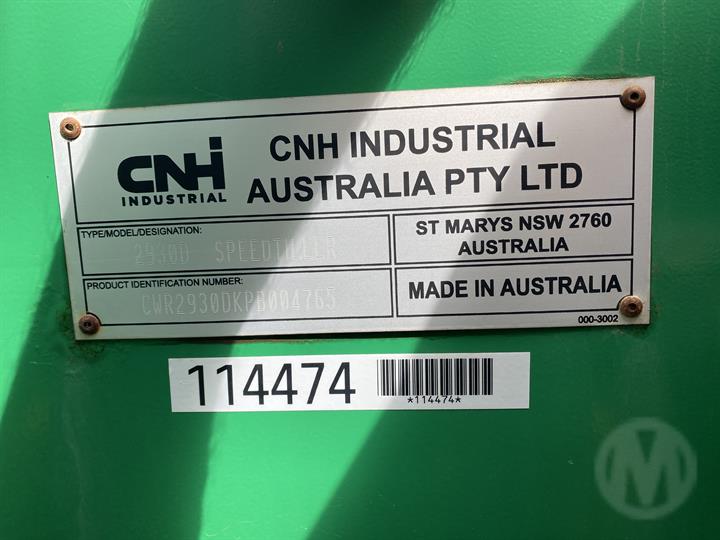 CNH
INDUSTRIAL
CNH INDUSTRIAL
AUSTRALIA PTY LTD
TYPE/MODEL/DESIGNATION:
2930D SPEEDTILLER
ST MARYS NSW 2760
AUSTRALIA
PRODUCT IDENTIFICATION NUMBER:
CWR2930DKPB004765
MADE IN AUSTRALIA
000-3002
114474
*114474*
M